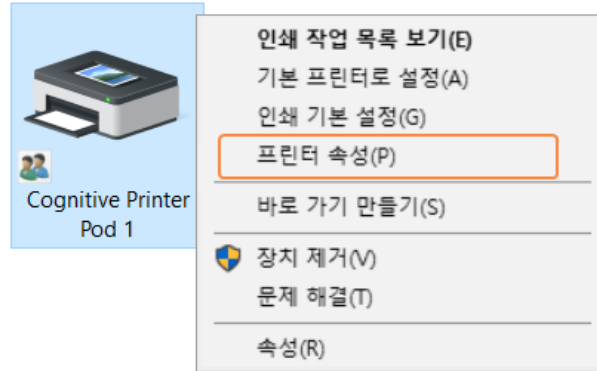 Cognitive Printer
Pod 1
인쇄 작업 목록 보기(E)
기본 프린터로 설정(A)
인쇄 기본 설정(G)
프린터 속성(P)
바로 가기 만들기(S)
장치 제거(V)
문제 해결(T)
속성(R)